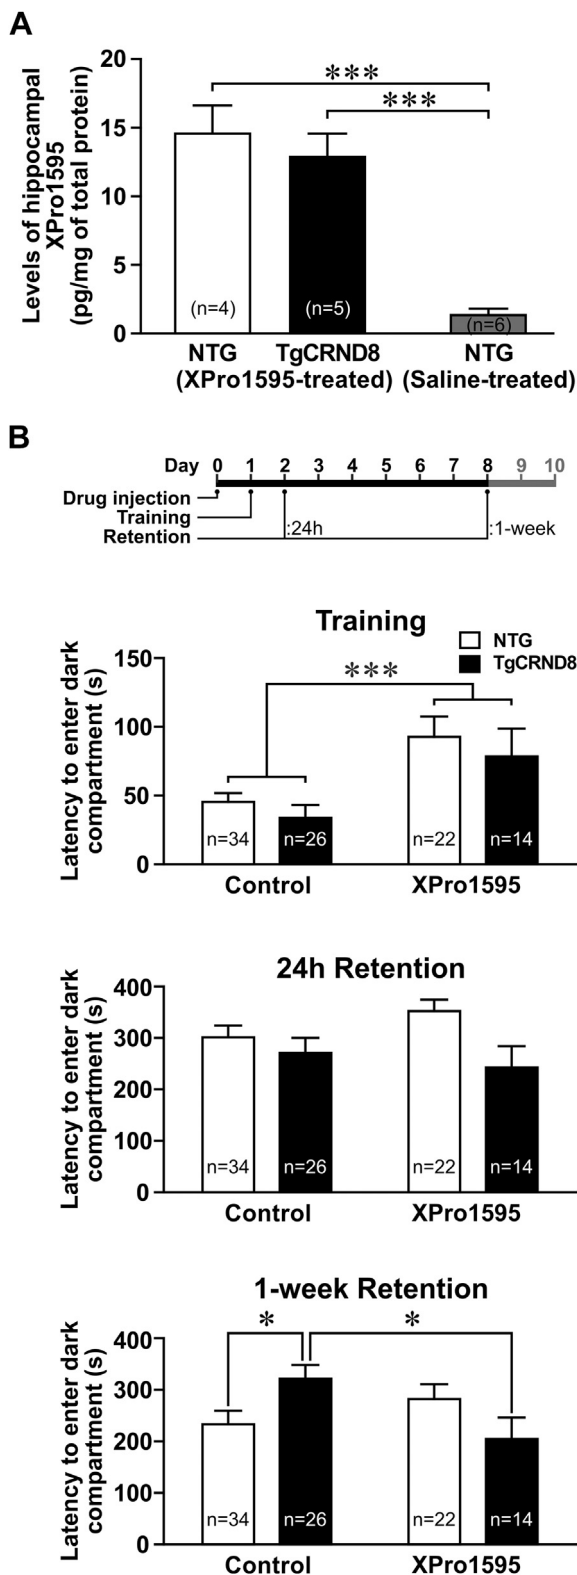 A
Levels of hippocampal
XPro1595
(pg/mg of total protein)
20
15
10
5
0
***
***
(n=4)
(n=5)
(n=6)
NTG TgCRND8 NTG
(XPro1595-treated) (Saline-treated)
B
Day 0 1 2 3 4 5 6 7 8 9 10
Drug injection
Training
Retention
:24h
:1-week
Training
NTG
TgCRND8
Latency to enter dark
compartment (s)
150
100
50
0
***
n=34 n=26 n=22 n=14
Control XPro1595
24h Retention
Latency to enter dark
compartment (s)
400
300
200
100
0
n=34 n=26 n=22 n=14
Control XPro1595
1-week Retention
Latency to enter dark
compartment (s)
400
300
200
100
0
* *
n=34 n=26 n=22 n=14
Control XPro1595